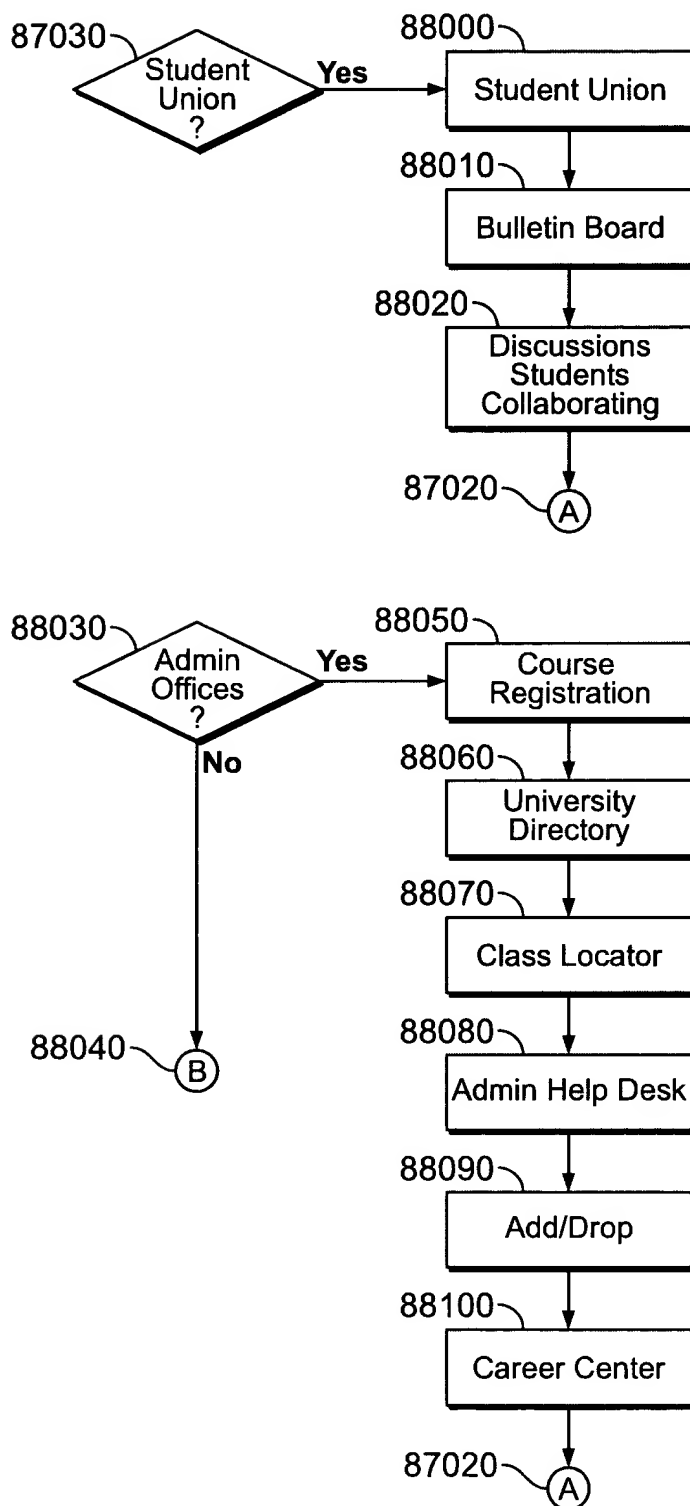 87030
Student
Union
?
Yes
88000
Student Union
88010
Bulletin Board
88020
Discussions
Students
Collaborating
87020
A
88030
Admin
Offices
?
Yes
No
88040
B
88050
Course
Registration
88060
University
Directory
88070
Class Locator
88080
Admin Help Desk
88090
Add/Drop
88100
Career Center
87020
A